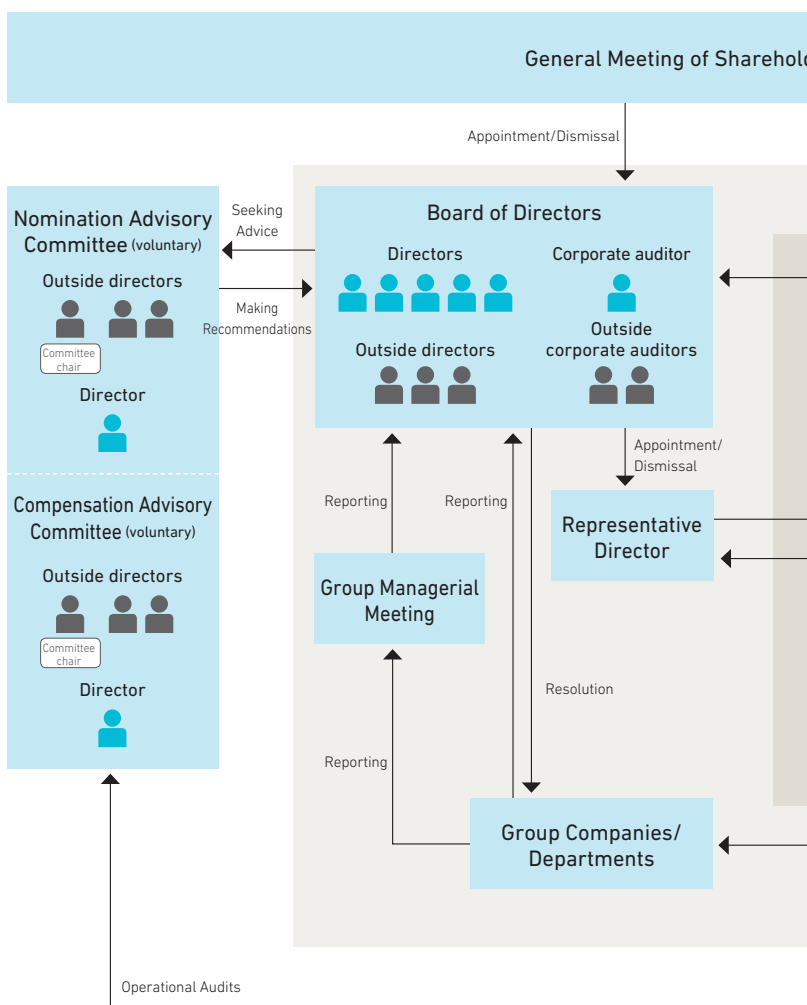 General Meeting of Sharehold
Appointment/Dismissal
Nomination Advisory
Committee (voluntary)
Outside directors
Committee
chair
Director
Seeking
Advice
Making
Recommendations
Board of Directors
Directors
Corporate auditor
Outside directors
Outside
corporate auditors
Compensation Advisory
Committee (voluntary)
Outside directors
Committee
chair
Director
Reporting
Reporting
Appointment/
Dismissal
Representative
Director
Group Managerial
Meeting
Resolution
Reporting
Group Companies/
Departments
Operational Audits